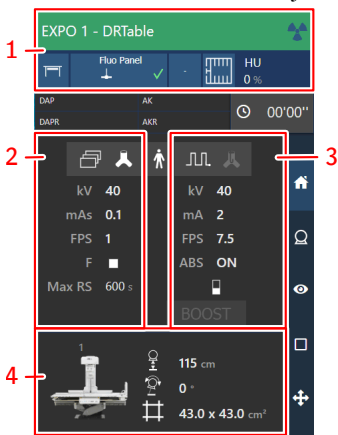 EXPO 1 - DRTable
1
Fluo Panel
-
HU
0 %
DAP
AK
DAPR
AKR
00'00''
2
3
kV 40
mAs 0.1
FPS 1
F
Max RS 600 s
kV 40
mA 2
FPS 7.5
ABS ON
BOOST
4
1
115 cm
0 °
43.0 x 43.0 cm²